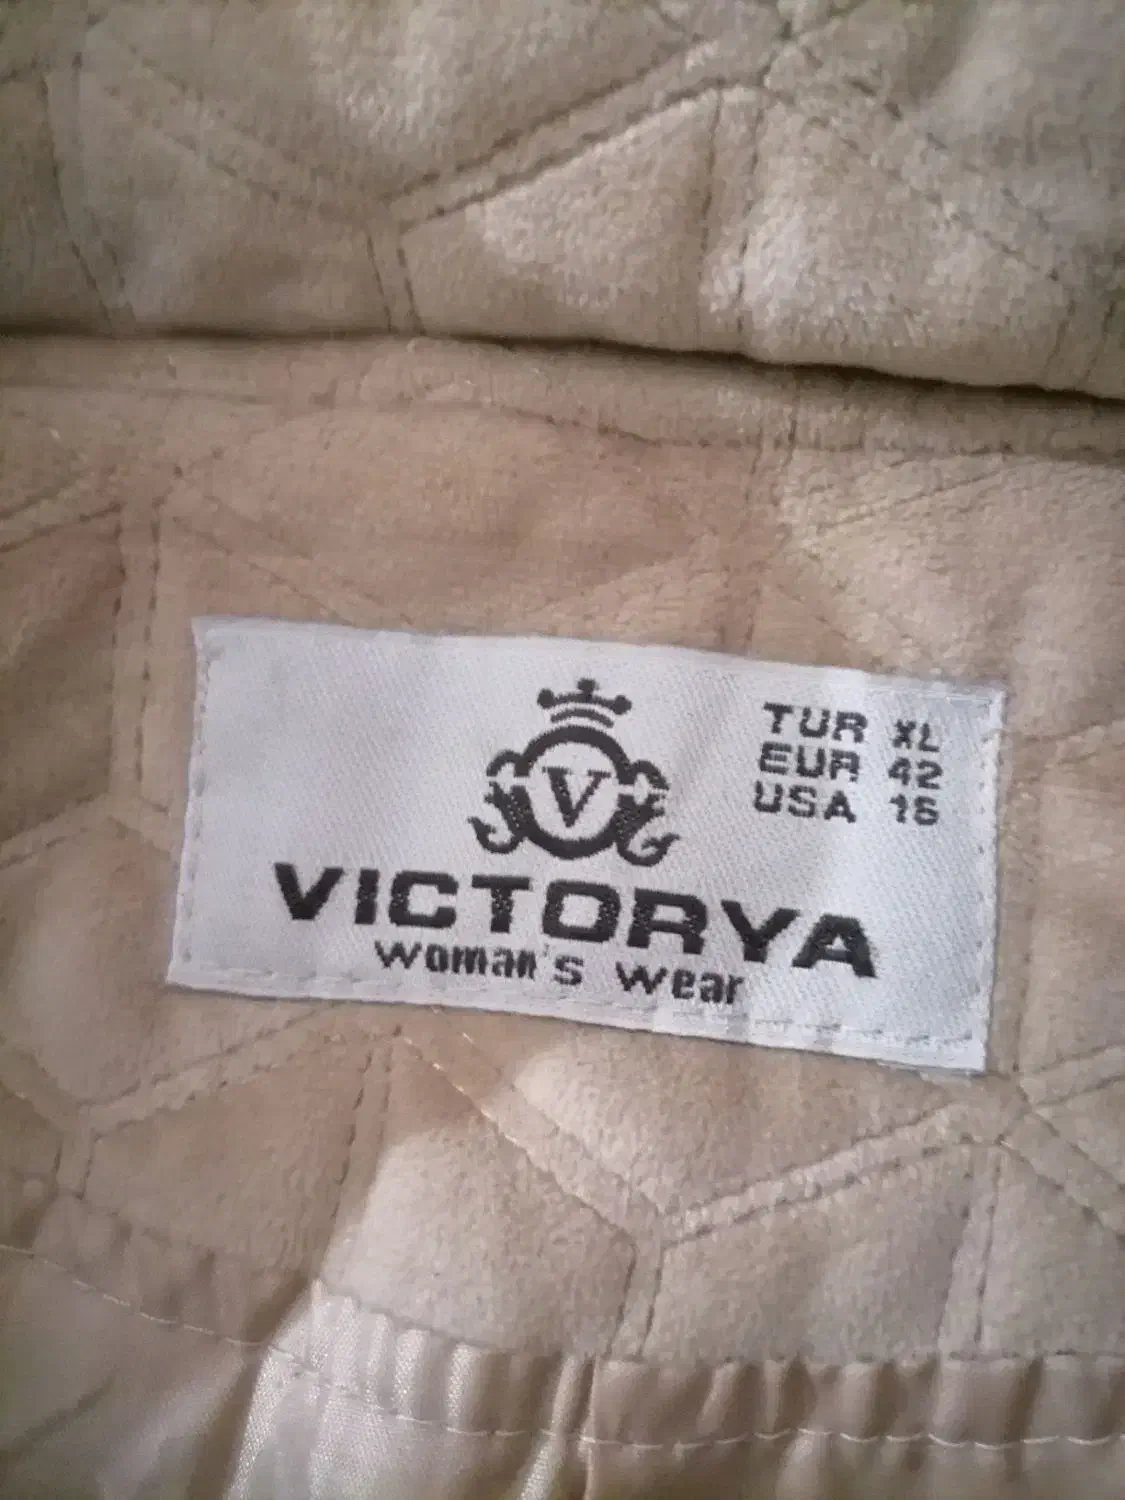 V
TUR XL
EUR 42
USA 16
VICTORYA
woman's wear